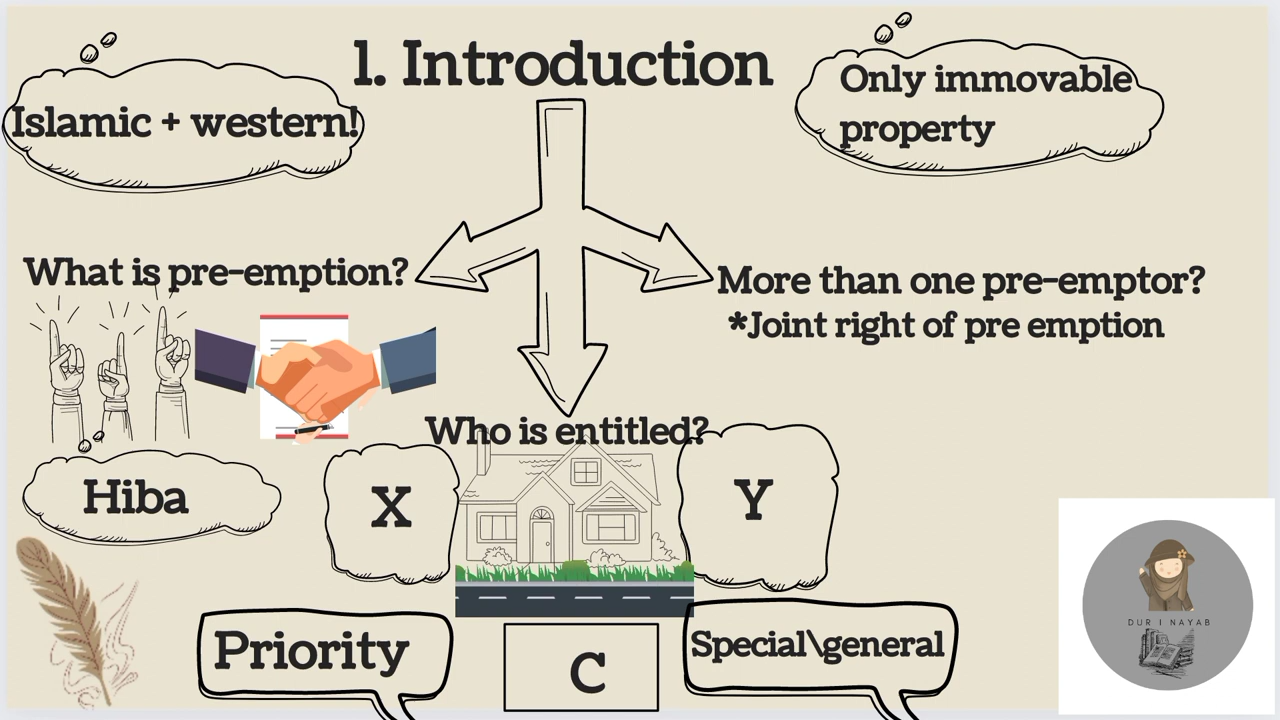 1. Introduction
Islamic + western!
Only immovable
property
What is pre-emption?
More than one pre-emptor?
*Joint right of pre emption
Who is entitled?
Hiba
X
Y
Priority
C
Special\general
DUR I NAYAB